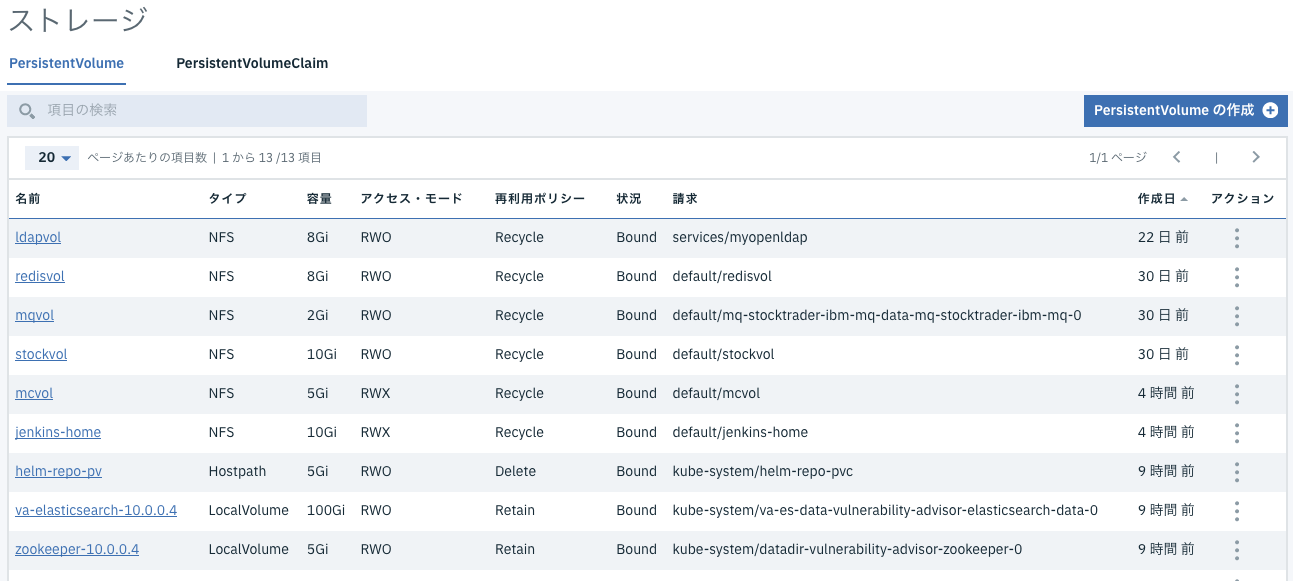 ストレージ
PersistentVolume PersistentVolumeClaim
項目の検索 PersistentVolume の作成
20 ページあたりの項目数 | 1 から 13 /13 項目 1/1 ページ |
名前 タイプ 容量 アクセス・モード 再利用ポリシー 状況 請求 作成日 アクション
ldapvol NFS 8Gi RWO Recycle Bound services/myopenldap 22 日 前
redisvol NFS 8Gi RWO Recycle Bound default/redisvol 30 日 前
mqvol NFS 2Gi RWO Recycle Bound default/mq-stocktrader-ibm-mq-data-mq-stocktrader-ibm-mq-0 30 日 前
stockvol NFS 10Gi RWO Recycle Bound default/stockvol 30 日 前
mcvol NFS 5Gi RWX Recycle Bound default/mcvol 4 時間 前
jenkins-home NFS 10Gi RWX Recycle Bound default/jenkins-home 4 時間 前
helm-repo-pv Hostpath 5Gi RWO Delete Bound kube-system/helm-repo-pvc 9 時間 前
va-elasticsearch-10.0.0.4 LocalVolume 100Gi RWO Retain Bound kube-system/va-es-data-vulnerability-advisor-elasticsearch-data-0 9 時間 前
zookeeper-10.0.0.4 LocalVolume 5Gi RWO Retain Bound kube-system/datadir-vulnerability-advisor-zookeeper-0 9 時間 前